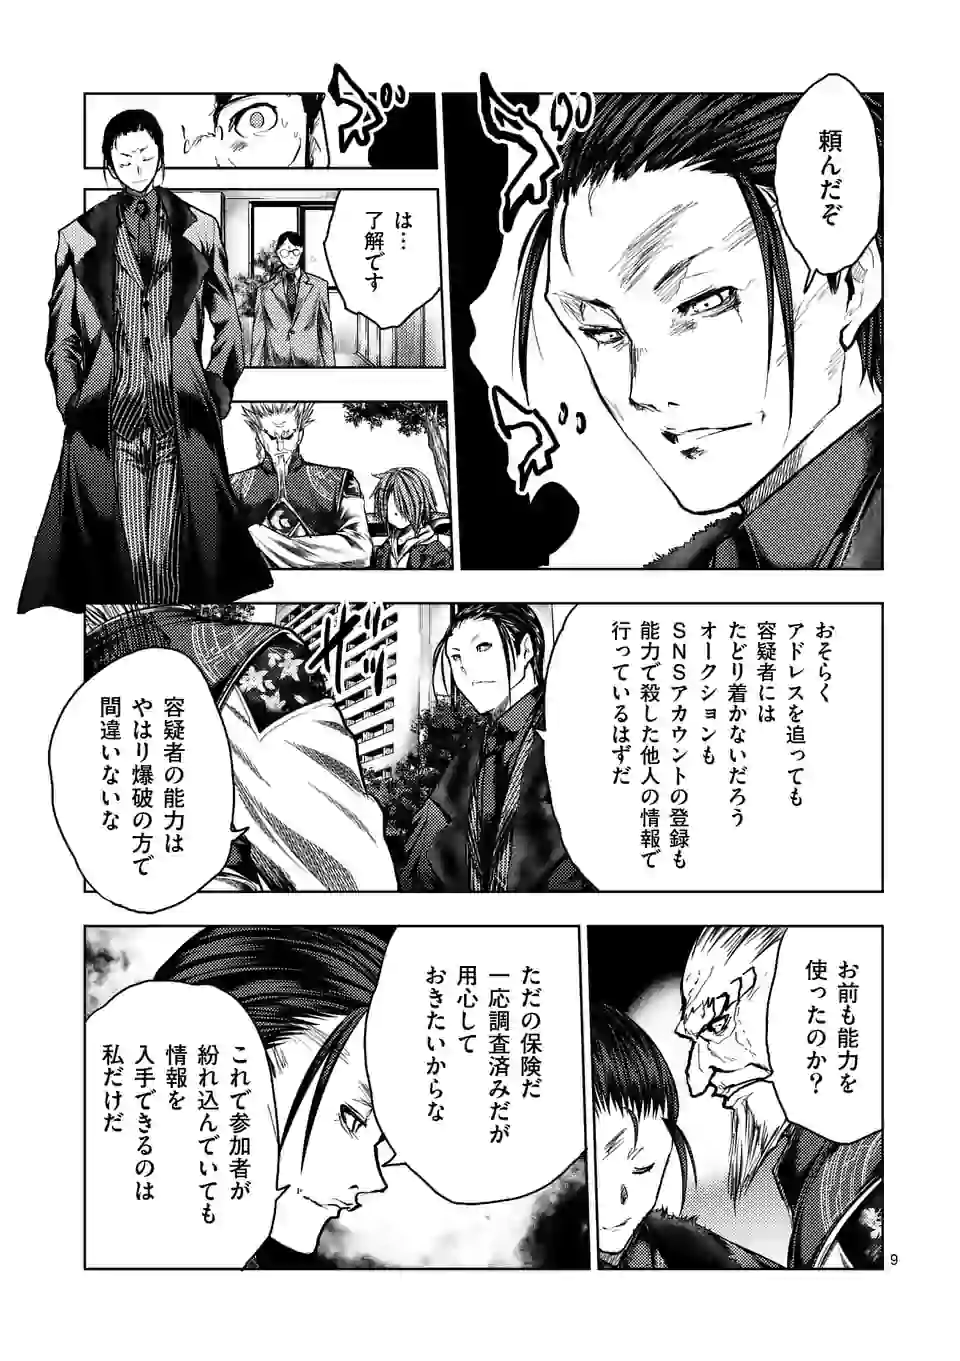 頼んだぞ
ドドド
ドドド
は…
了解です
おそらく
アドレスを追っても
容疑者には
たどり着かないだろう
オークションも
SNSアカウントの登録も
能力で殺した他人の情報で
行っているはずだ
容疑者の能力は
やはり爆破の方で
間違いないな
お前も能力を
使ったのか?
ただの保険だ
一応調査済みだが
用心して
おきたいからな
これで参加者が
紛れ込んでいても
情報を
入手できるのは
私だけだ
9